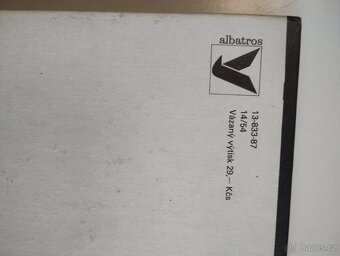 albatros
13-833-87
14/54
Vázaný výtisk 29,– Kčs